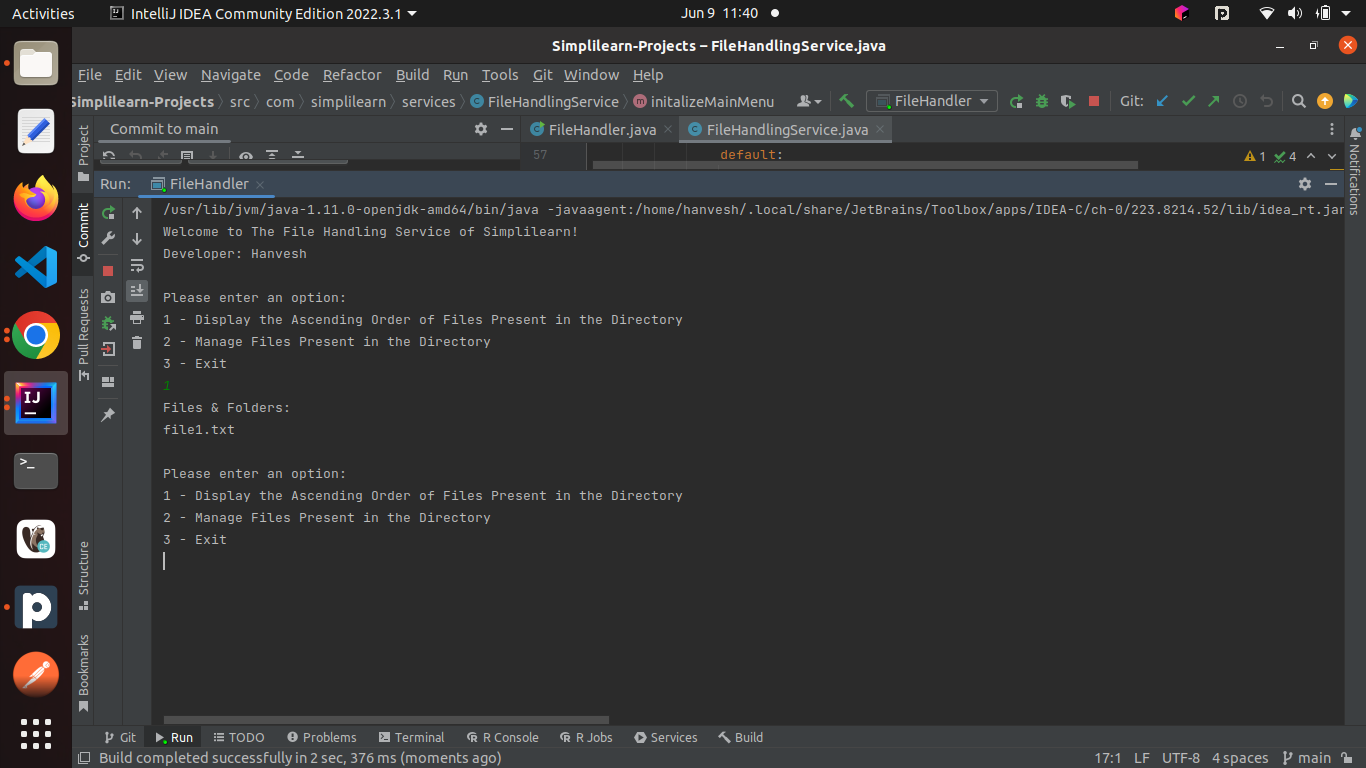 Activities
IntelliJ IDEA Community Edition 2022.3.1
Jun 9 11:40
Simplilearn-Projects – FileHandlingService.java
File Edit View Navigate Code Refactor Build Run Tools Git Window Help
Simplilearn-Projects src com simplilearn services FileHandlingService initalizeMainMenu
FileHandler
Git:
Commit to main
FileHandler.java
FileHandlingService.java
57
default:
1
4
Run:
FileHandler
Project
Commit
Pull Requests
Structure
Bookmarks
Notifications
/usr/lib/jvm/java-1.11.0-openjdk-amd64/bin/java -javaagent:/home/hanvesh/.local/share/JetBrains/Toolbox/apps/IDEA-C/ch-0/223.8214.52/lib/idea_rt.jar
Welcome to The File Handling Service of Simplilearn!
Developer: Hanvesh
Please enter an option:
1 - Display the Ascending Order of Files Present in the Directory
2 - Manage Files Present in the Directory
3 - Exit
1
Files & Folders:
file1.txt
Please enter an option:
1 - Display the Ascending Order of Files Present in the Directory
2 - Manage Files Present in the Directory
3 - Exit
Git Run TODO Problems Terminal R Console R Jobs Services Build
Build completed successfully in 2 sec, 376 ms (moments ago)
17:1 LF UTF-8 4 spaces main